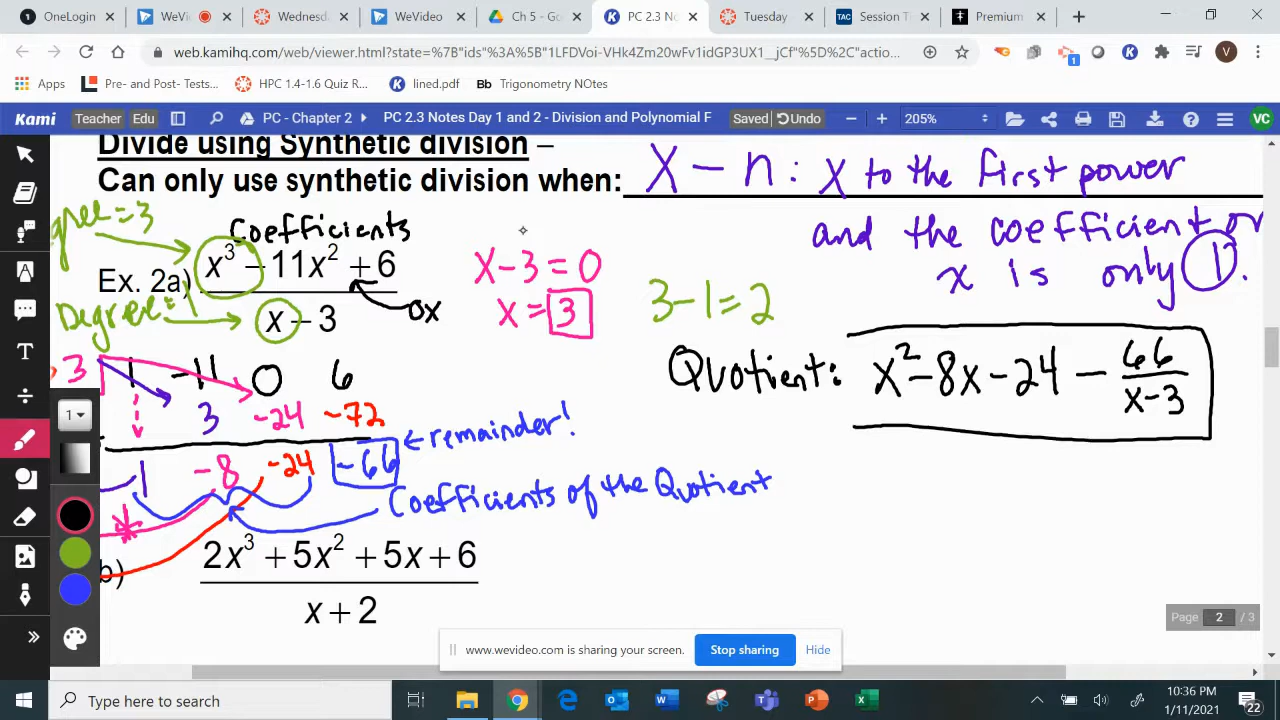 OneLogin
WeVi
Wednesda
WeVideo
Ch 5 - Go
PC 2.3 No
Tuesday
Session T
Premium
web.kamihq.com/web/viewer.html?state=%7B"ids"%3A%5B"1LFDVoi-VHk4Zm20wFv1idGP3UX1_jCf"%5D%2C"actio...
1
V
Apps
Pre- and Post- Tests...
HPC 1.4-1.6 Quiz R...
lined.pdf
Bb Trigonometry NOtes
Kami
Teacher
Edu
PC - Chapter 2
PC 2.3 Notes Day 1 and 2 - Division and Polynomial F
Saved Undo
205%
VC
Divide using Synthetic division –
Can only use synthetic division when:
X - n: x to the first power
and the coefficient
x is only 1.
gree=3
Coefficients
Ex. 2a)
x³ − 11x² + 6
x − 3
0x
Degree=1
X-3=0
x = 3
3-1=2
Quotient: x²-8x-24 - 66
x-3
3 1 -11 0 6
3 -24 -72
←remainder!
1 -8 -24 -66
Coefficients of the Quotient
b)
2x³ + 5x² + 5x + 6
x + 2
1
Page 2 / 3
www.wevideo.com is sharing your screen.
Stop sharing
Hide
Type here to search
10:36 PM
1/11/2021
22